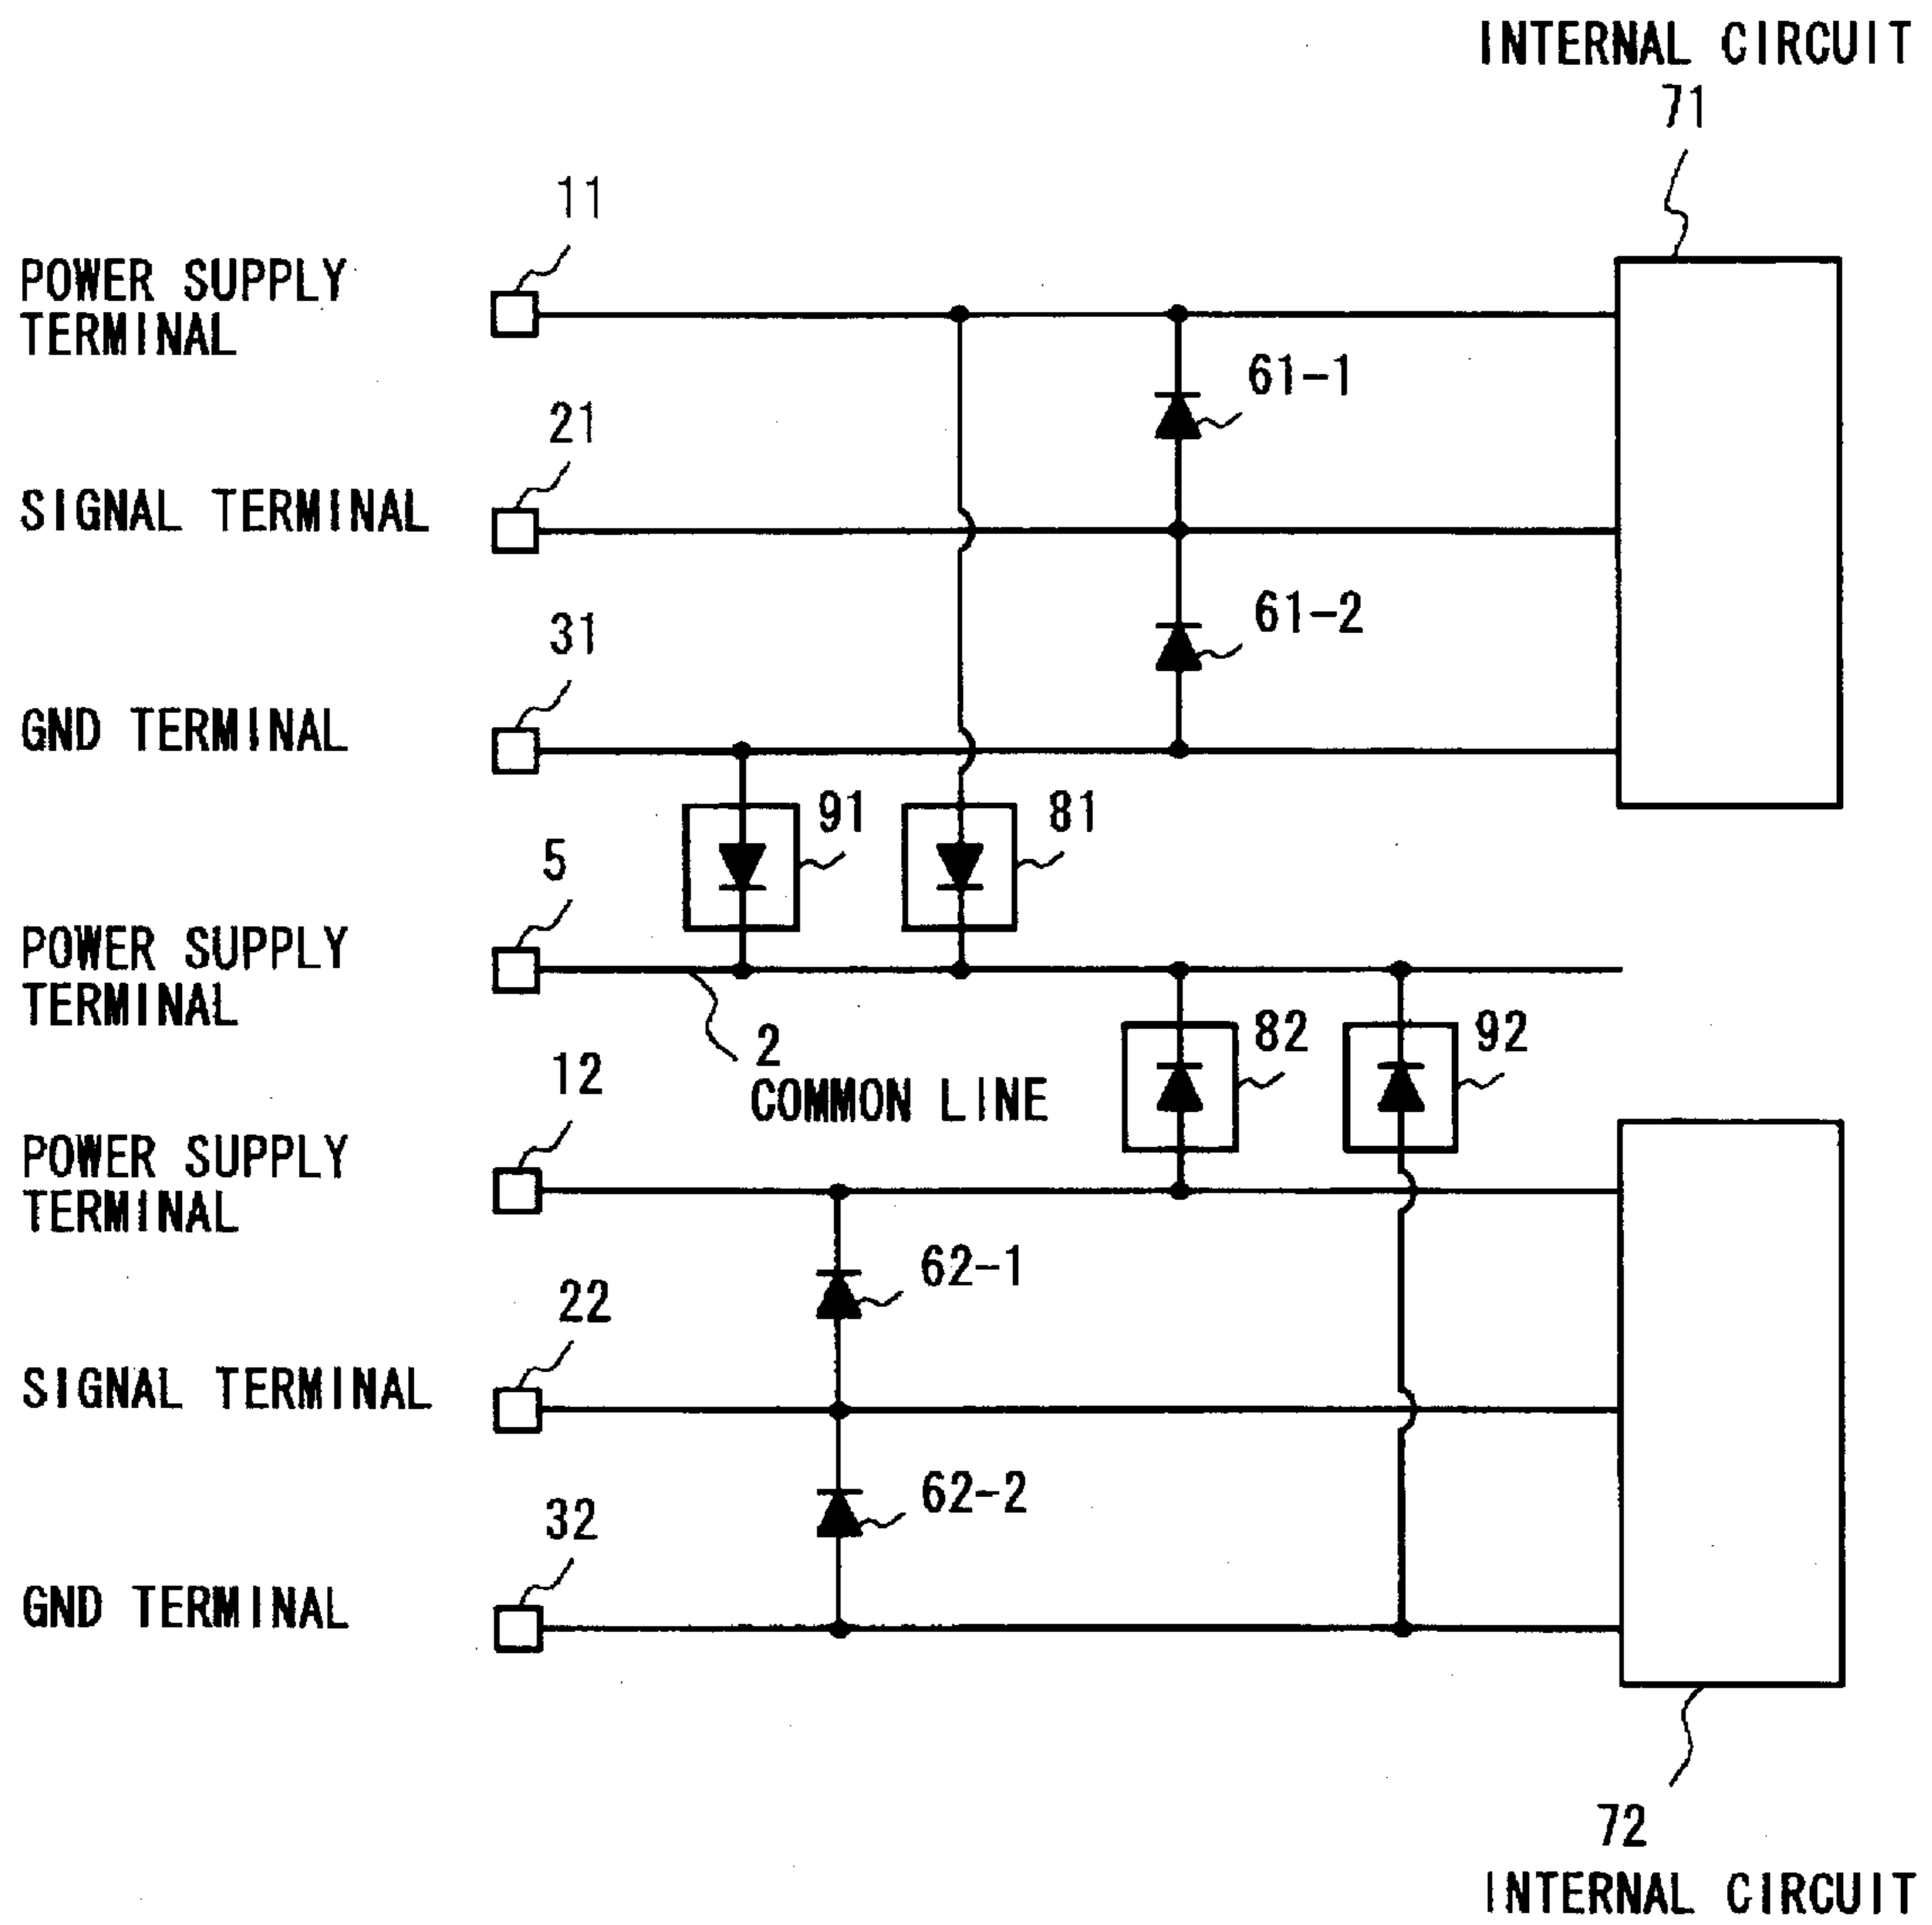 INTERNAL CIRCUIT
71
11
POWER SUPPLY
TERMINAL
61-1
21
SIGNAL TERMINAL
61-2
31
GND TERMINAL
91
81
5
POWER SUPPLY
TERMINAL
82
92
2
COMMON LINE
12
POWER SUPPLY
TERMINAL
62-1
22
SIGNAL TERMINAL
62-2
32
GND TERMINAL
72
INTERNAL CIRCUIT